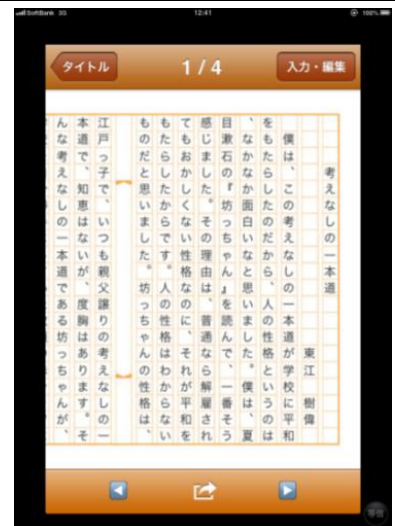 SoftBank 3G 12:41 100%
タイトル 1 / 4 入力・編集
考えなしの一本道
東江 樹偉
僕は、この考えなしの一本道が学校に平和
をもたらしたのだから、人の性格というのは
、なかなか面白いなと思いました。僕は、夏
目漱石の『坊っちゃん』を読んで、一番そう
感じました。その理由は、普通なら解雇され
てもおかしくない性格なのに、それが平和を
もたらしたからです。人の性格はわからない
ものだと思いました。坊っちゃんの性格は、
江戸っ子で、いつも親父譲りの考えなしの一
本道で、知恵はないが、度胸はあります。そ
んな考えなしの一本道である坊っちゃんが、